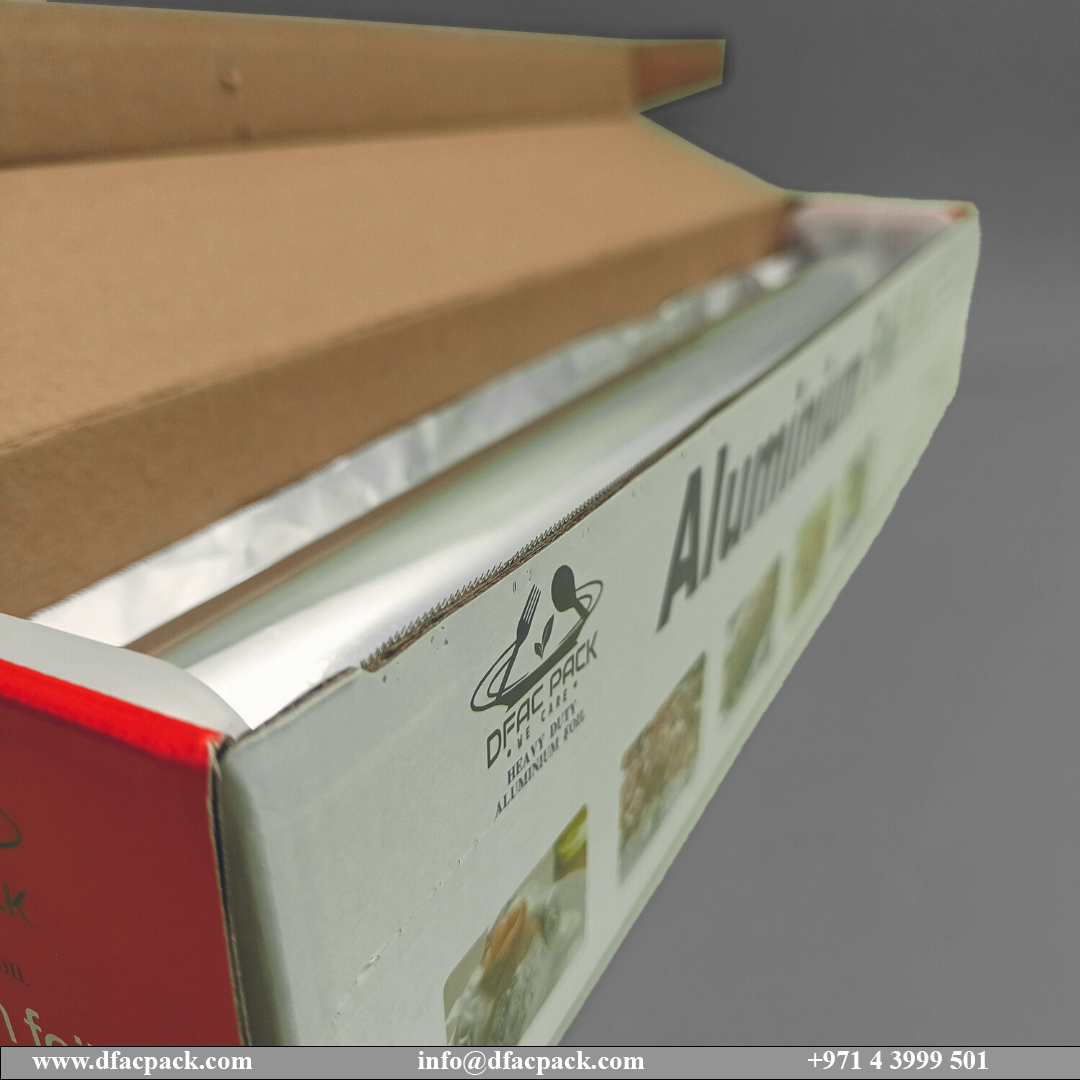 Aluminium
DFAC PACK
• WE CARE •
HEAVY DUTY
ALUMINIUM FOIL
www.dfacpack.com
info@dfacpack.com
+971 4 3999 501